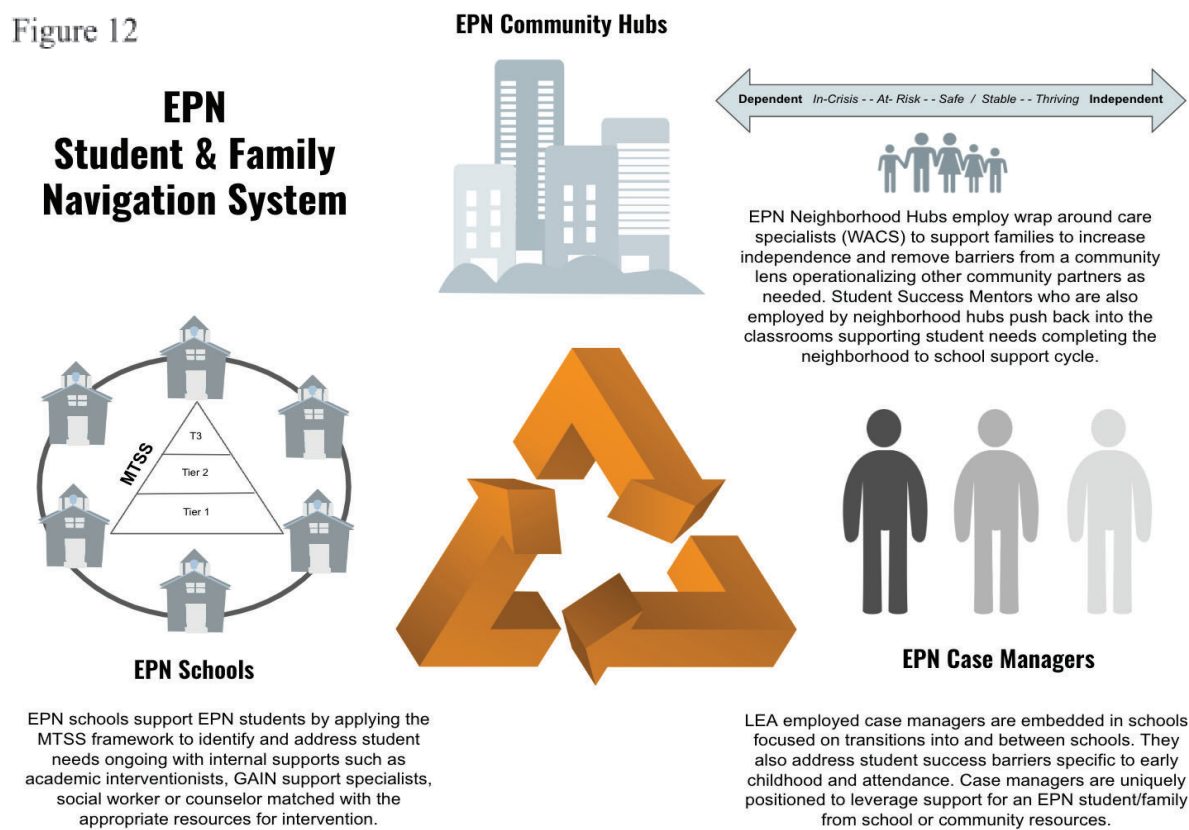 Figure 12
EPN
Student & Family
Navigation System
EPN Community Hubs
Dependent In-Crisis - - At- Risk - - Safe / Stable - - Thriving Independent
EPN Neighborhood Hubs employ wrap around care
specialists (WACS) to support families to increase
independence and remove barriers from a community
lens operationalizing other community partners as
needed. Student Success Mentors who are also
employed by neighborhood hubs push back into the
classrooms supporting student needs completing the
neighborhood to school support cycle.
MTSS
T3
Tier 2
Tier 1
EPN Schools
EPN schools support EPN students by applying the
MTSS framework to identify and address student
needs ongoing with internal supports such as
academic interventionists, GAIN support specialists,
social worker or counselor matched with the
appropriate resources for intervention.
EPN Case Managers
LEA employed case managers are embedded in schools
focused on transitions into and between schools. They
also address student success barriers specific to early
childhood and attendance. Case managers are uniquely
positioned to leverage support for an EPN student/family
from school or community resources.